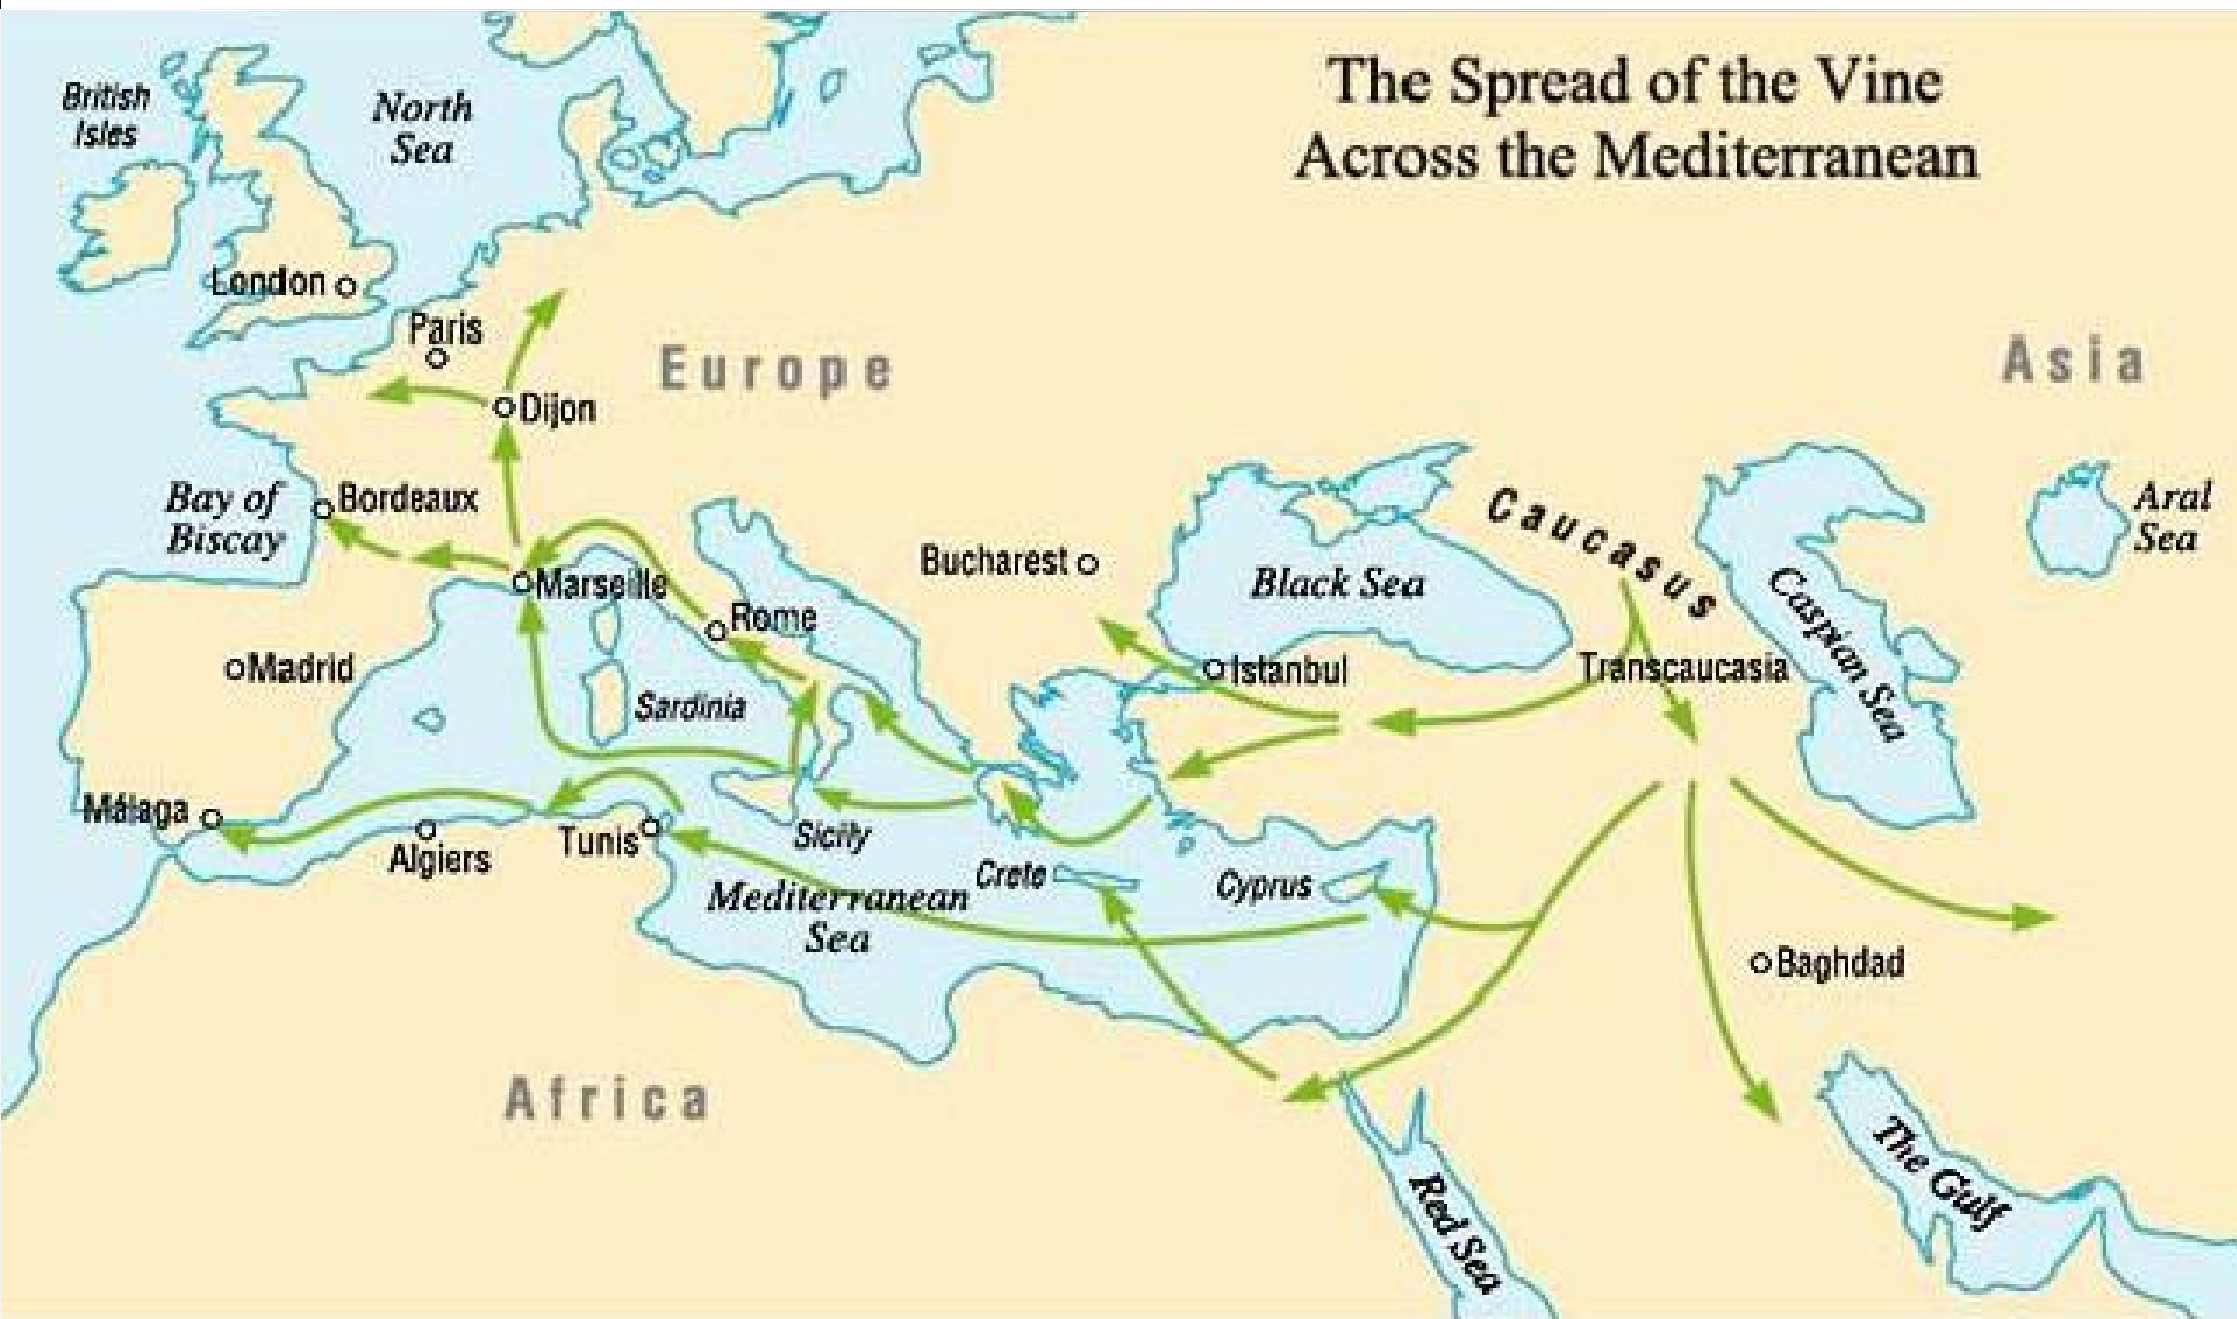 The Spread of the Vine
Across the Mediterranean
British
Isles
North
Sea
London
Paris
Europe
Asia
Dijon
Bay of
Biscay
Bordeaux
Caucasus
Aral
Sea
Bucharest
Black Sea
Caspian Sea
Marseille
Rome
Madrid
Istanbul
Transcaucasia
Sardinia
Málaga
Algiers
Tunis
Sicily
Crete
Cyprus
Mediterranean
Sea
Baghdad
Africa
The Gulf
Red Sea